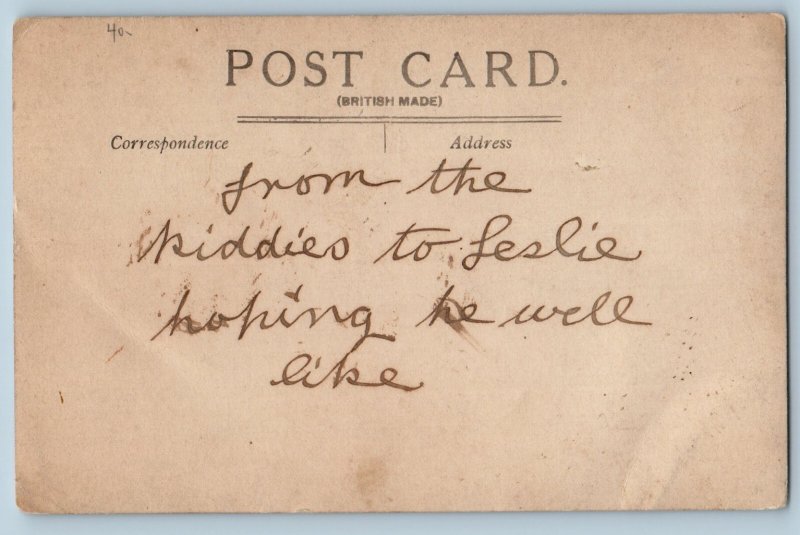 40-
POST CARD.
(BRITISH MADE)
Correspondence
Address
from the
kiddies to Leslie
hoping he well
like